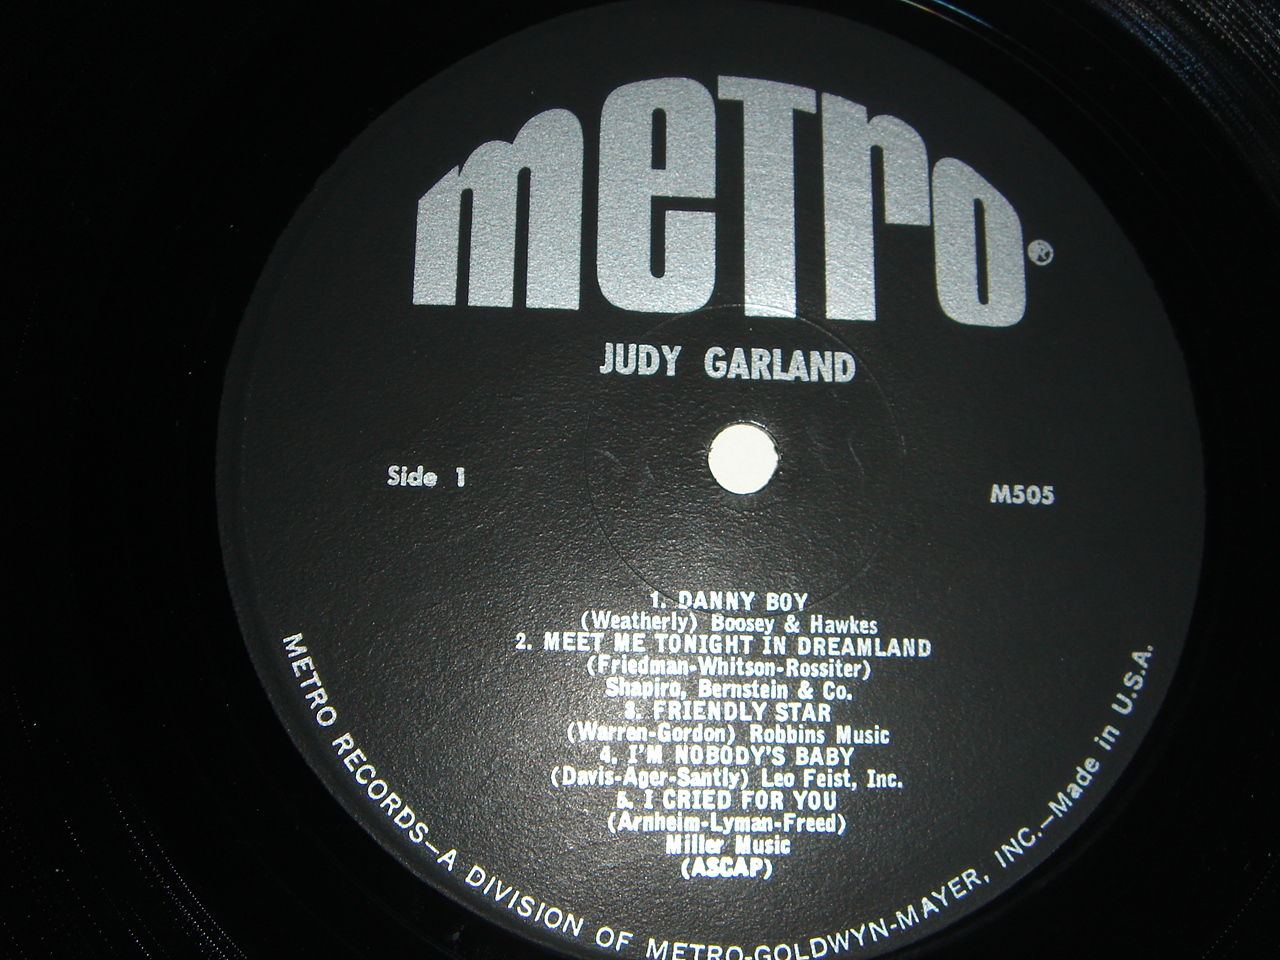 meTro®
JUDY GARLAND
Side 1
M505
1. DANNY BOY
(Weatherly) Boosey & Hawkes
2. MEET ME TONIGHT IN DREAMLAND
(Friedman-Whitson-Rossiter)
Shapiro, Bernstein & Co.
3. FRIENDLY STAR
(Warren-Gordon) Robbins Music
4. I'M NOBODY'S BABY
(Davis-Ager-Santly) Leo Feist, Inc.
5. I CRIED FOR YOU
(Arnheim-Lyman-Freed)
Miller Music
(ASCAP)
METRO RECORDS—A DIVISION OF METRO-GOLDWYN-MAYER, INC.—Made in U.S.A.